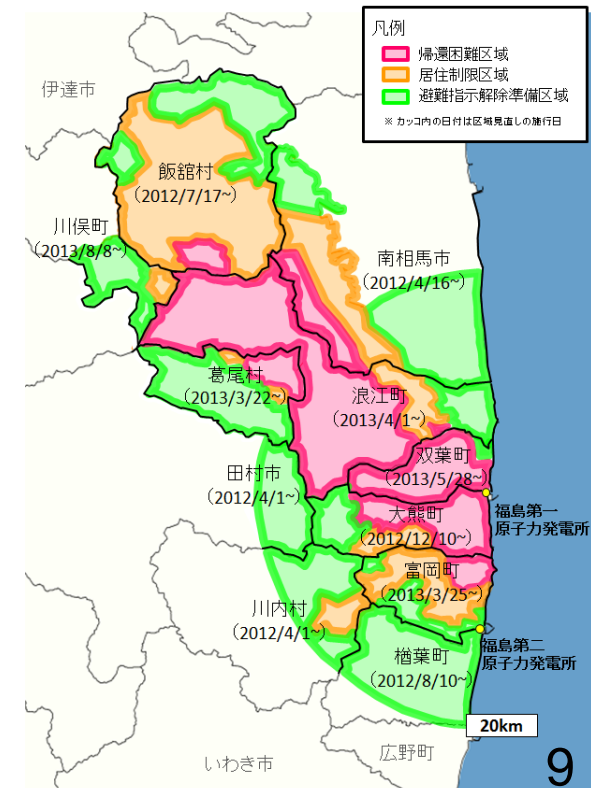 凡例
帰還困難区域
居住制限区域
避難指示解除準備区域
※ カッコ内の日付は区域見直しの施行日
伊達市
飯舘村
(2012/7/17~)
川俣町
(2013/8/8~)
南相馬市
(2012/4/16~)
葛尾村
(2013/3/22~)
浪江町
(2013/4/1~)
双葉町
(2013/5/28~)
田村市
(2012/4/1~)
大熊町
(2012/12/10~)
福島第一
原子力発電所
富岡町
(2013/3/25~)
川内村
(2012/4/1~)
福島第二
原子力発電所
楢葉町
(2012/8/10~)
20km
広野町
いわき市
9